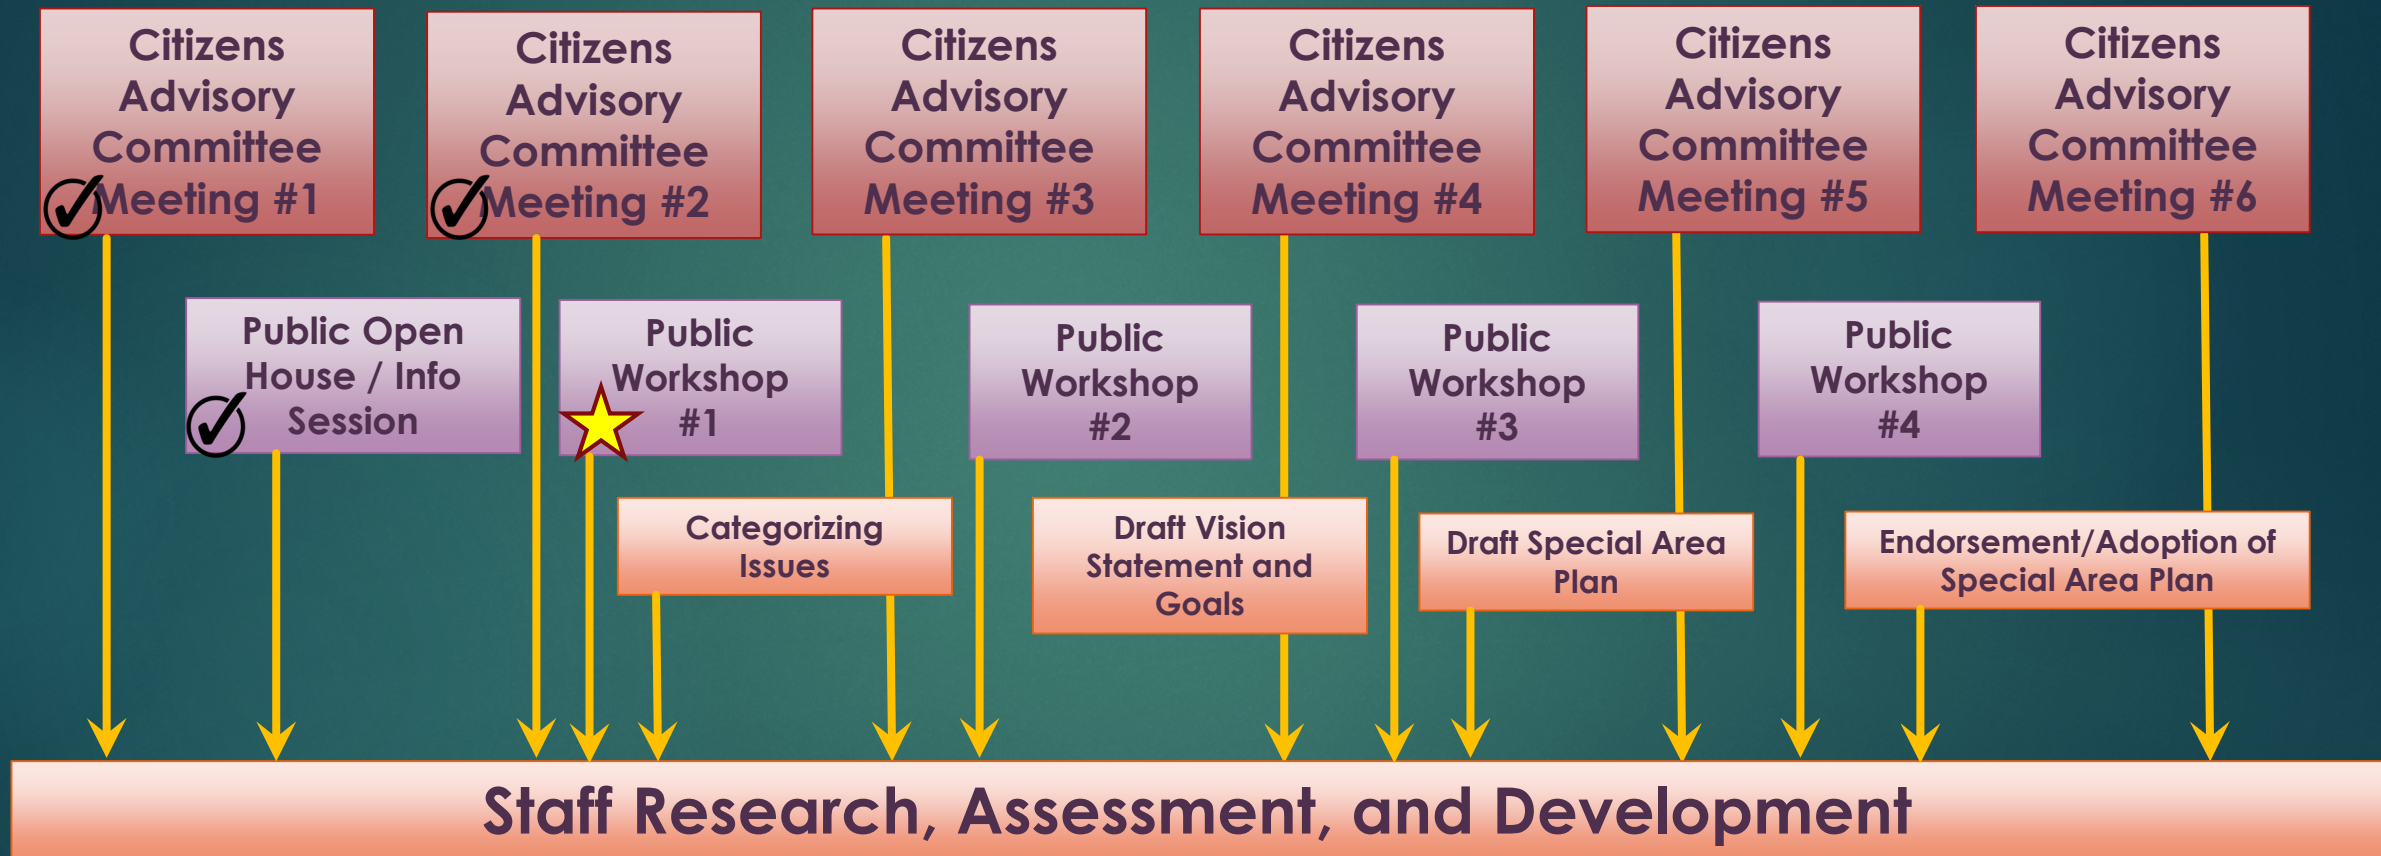 Citizens
Advisory
Committee
Meeting #1
Citizens
Advisory
Committee
Meeting #2
Citizens
Advisory
Committee
Meeting #3
Citizens
Advisory
Committee
Meeting #4
Citizens
Advisory
Committee
Meeting #5
Citizens
Advisory
Committee
Meeting #6
Public Open
House / Info
Session
Public
Workshop
#1
Public
Workshop
#2
Public
Workshop
#3
Public
Workshop
#4
Categorizing
Issues
Draft Vision
Statement and
Goals
Draft Special Area
Plan
Endorsement/Adoption of
Special Area Plan
Staff Research, Assessment, and Development